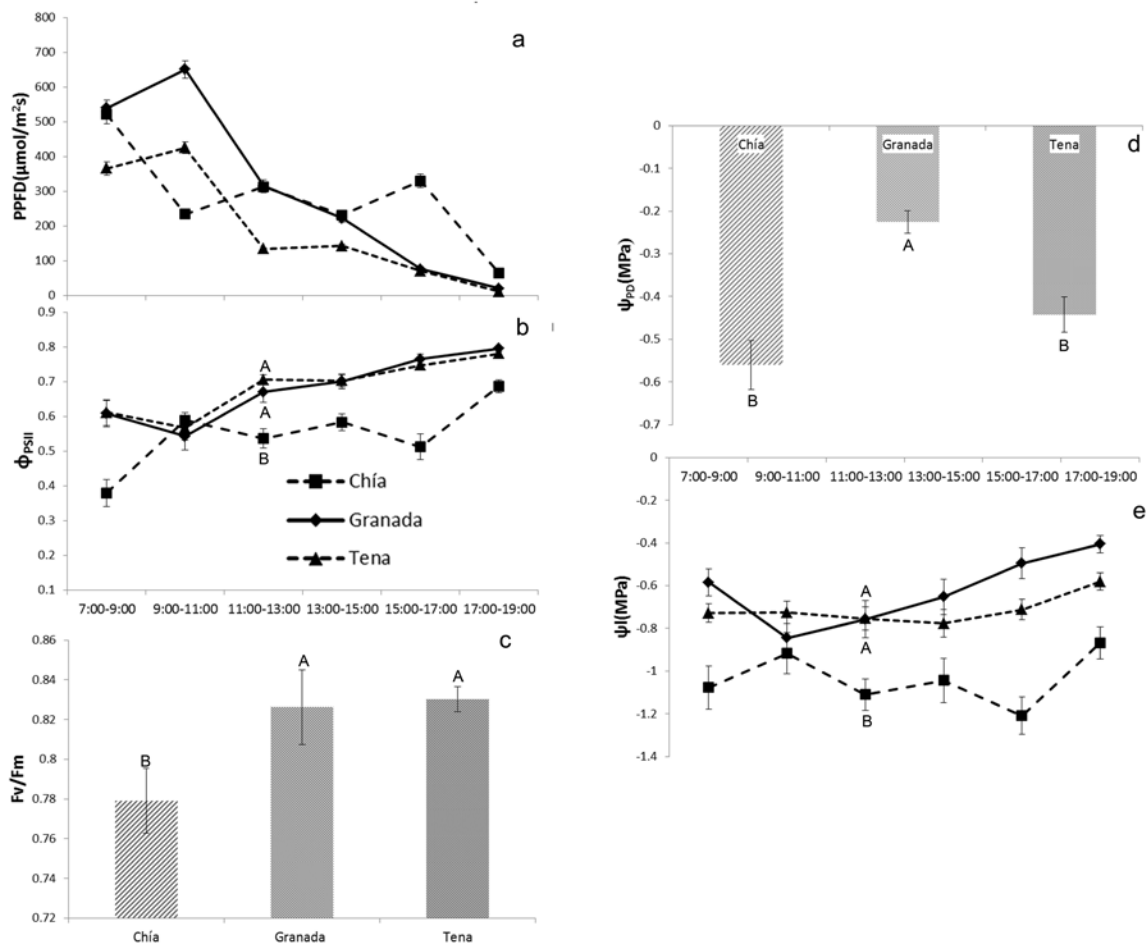 a
800
700
600
500
400
300
200
100
0
PPFD(μmol/m²s)
b
0.9
0.8
0.7
0.6
0.5
0.4
0.3
0.2
0.1
ΦPSII
A
A
B
Chía
Granada
Tena
7:00-9:00 9:00-11:00 11:00-13:00 13:00-15:00 15:00-17:00 17:00-19:00
c
0.86
0.84
0.82
0.8
0.78
0.76
0.74
0.72
Fv/Fm
B A A
Chía Granada Tena
d
0
-0.1
-0.2
-0.3
-0.4
-0.5
-0.6
-0.7
ΨPD(MPa)
Chía Granada Tena
B A B
e
0
-0.2
-0.4
-0.6
-0.8
-1
-1.2
-1.4
Ψl(MPa)
7:00-9:00 9:00-11:00 11:00-13:00 13:00-15:00 15:00-17:00 17:00-19:00
A
A
B